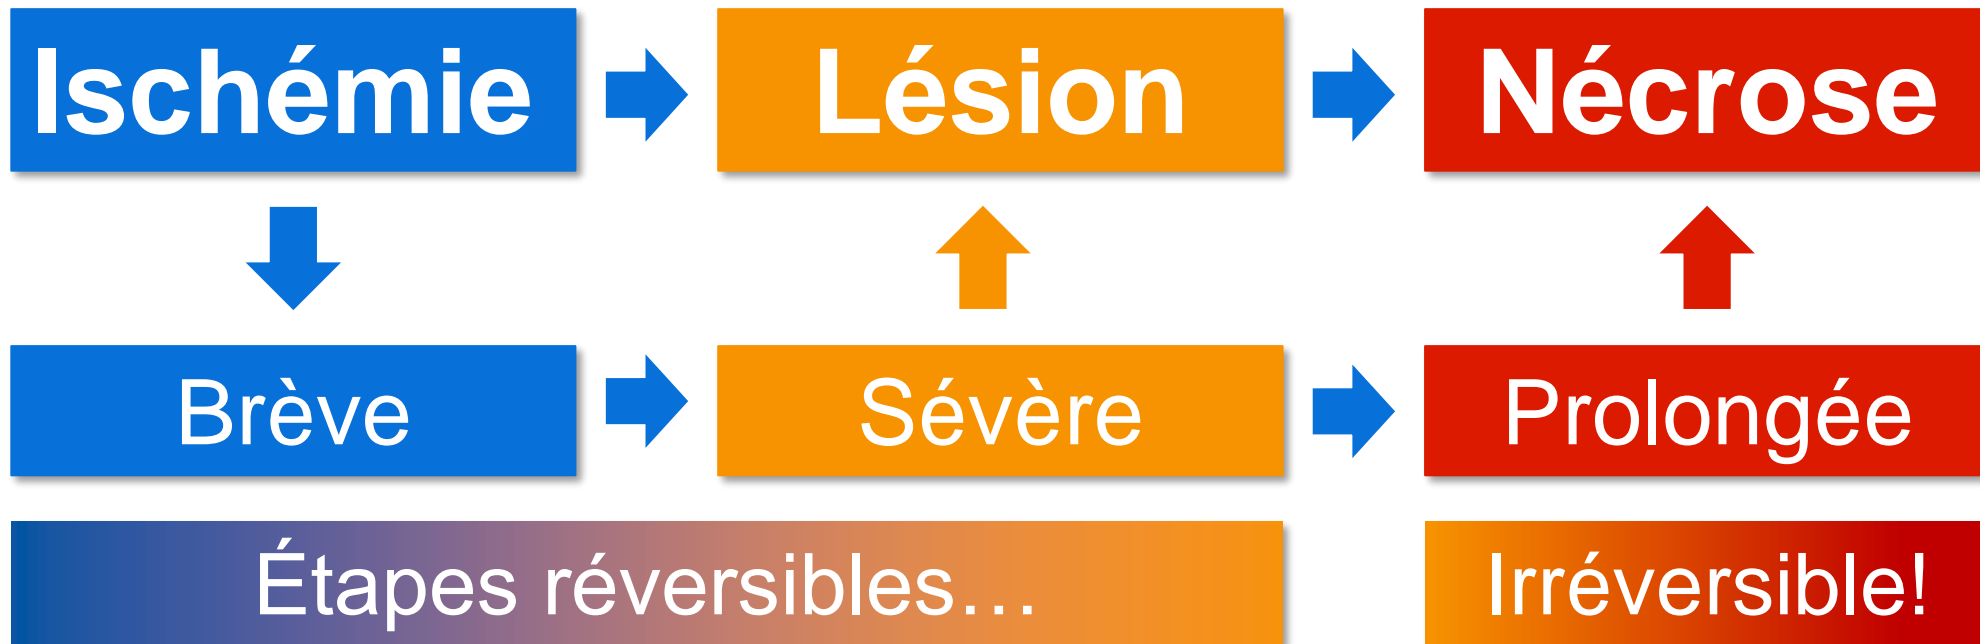 Ischémie
Lésion
Nécrose
Brève
Sévère
Prolongée
Étapes réversibles…
Irréversible!